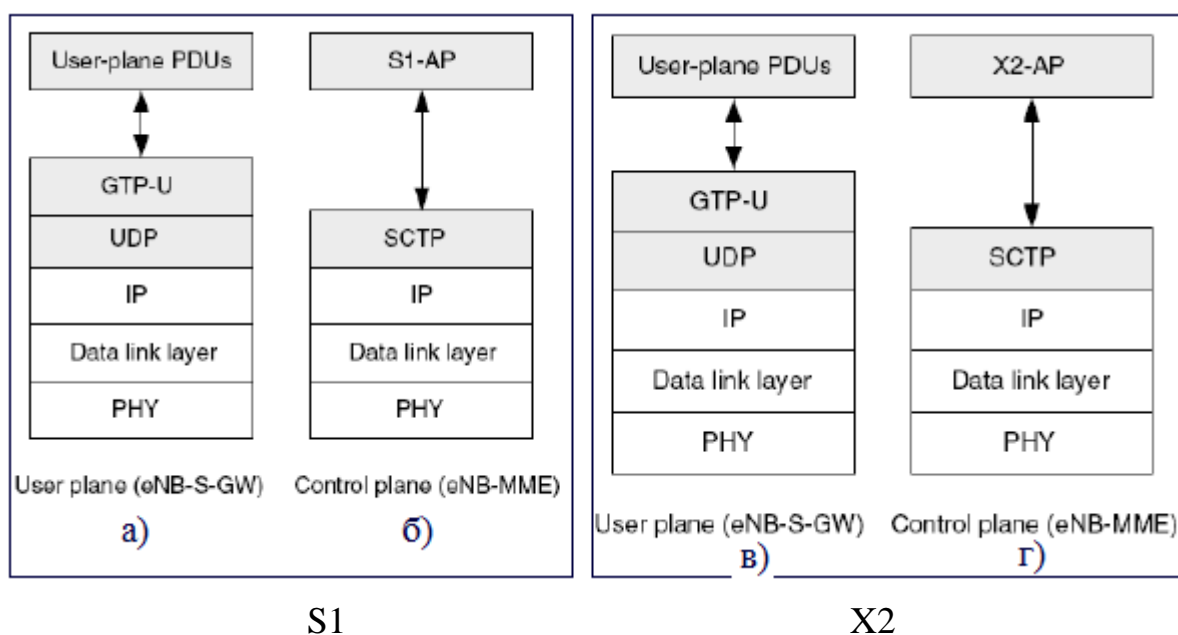 User-plane PDUs
GTP-U
UDP
IP
Data link layer
PHY
User plane (eNB-S-GW)
а)
S1-AP
SCTP
IP
Data link layer
PHY
Control plane (eNB-MME)
б)
S1
User-plane PDUs
GTP-U
UDP
IP
Data link layer
PHY
User plane (eNB-S-GW)
в)
X2-AP
SCTP
IP
Data link layer
PHY
Control plane (eNB-MME)
г)
X2